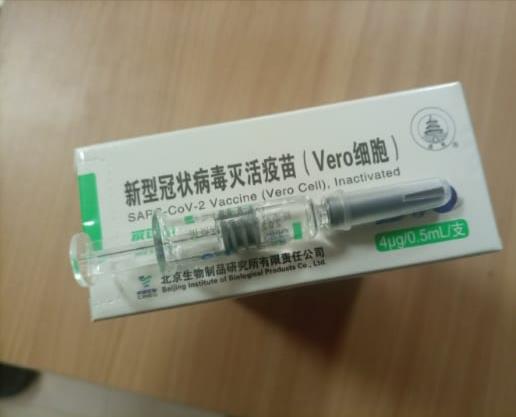 新型冠状病毒灭活疫苗（Vero细胞）
SARS-CoV-2 Vaccine (Vero Cell), Inactivated
4μg/0.5mL/支
北京生物制品研究所有限责任公司
Beijing Institute of Biological Products Co., Ltd.